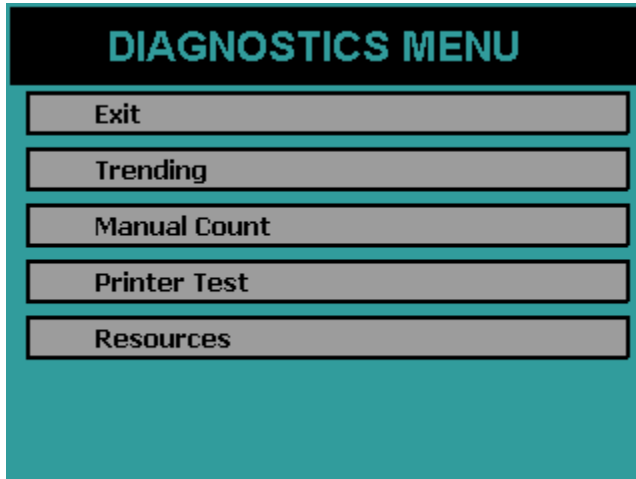 DIAGNOSTICS MENU
Exit
Trending
Manual Count
Printer Test
Resources